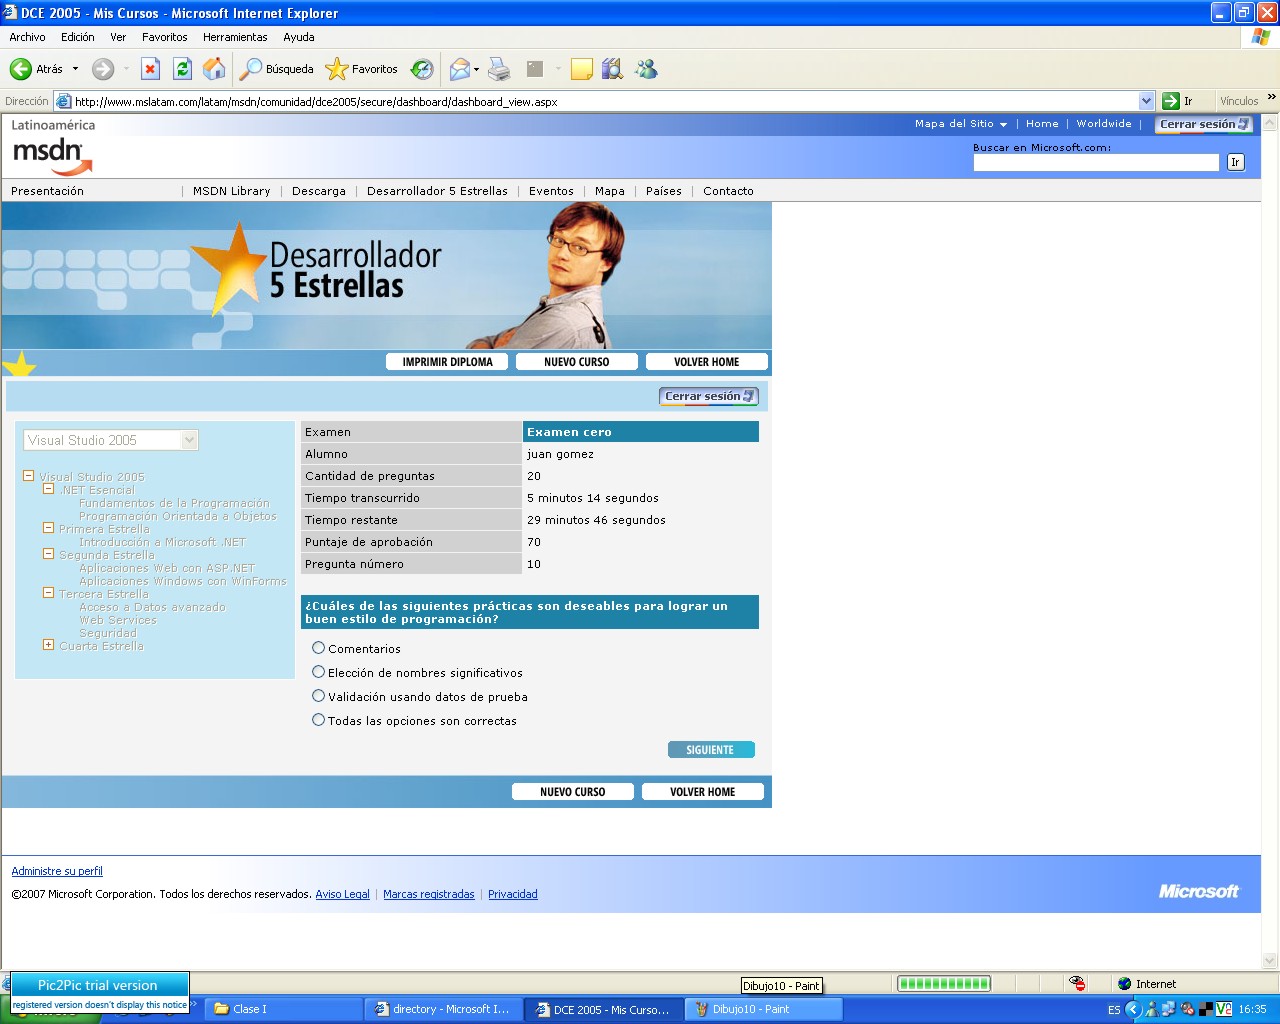 DCE 2005 - Mis Cursos - Microsoft Internet Explorer
Archivo Edición Ver Favoritos Herramientas Ayuda
Atrás Búsqueda Favoritos
Dirección http://www.mslatam.com/latam/msdn/comunidad/dce2005/secure/dashboard/dashboard_view.aspx Ir Vínculos »
Latinoamérica
msdn
Mapa del Sitio | Home | Worldwide | Cerrar sesión
Buscar en Microsoft.com:
Ir
Presentación | MSDN Library | Descarga | Desarrollador 5 Estrellas | Eventos | Mapa | Países | Contacto
Desarrollador
5 Estrellas
IMPRIMIR DIPLOMA NUEVO CURSO VOLVER HOME
Cerrar sesión
Visual Studio 2005
Visual Studio 2005
.NET Esencial
Fundamentos de la Programación
Programación Orientada a Objetos
Primera Estrella
Introducción a Microsoft .NET
Segunda Estrella
Aplicaciones Web con ASP.NET
Aplicaciones Windows con WinForms
Tercera Estrella
Acceso a Datos avanzado
Web Services
Seguridad
Cuarta Estrella
Examen Examen cero
Alumno juan gomez
Cantidad de preguntas 20
Tiempo transcurrido 5 minutos 14 segundos
Tiempo restante 29 minutos 46 segundos
Puntaje de aprobación 70
Pregunta número 10
¿Cuáles de las siguientes prácticas son deseables para lograr un
buen estilo de programación?
Comentarios
Elección de nombres significativos
Validación usando datos de prueba
Todas las opciones son correctas
SIGUIENTE
NUEVO CURSO VOLVER HOME
Administre su perfil
©2007 Microsoft Corporation. Todos los derechos reservados. Aviso Legal | Marcas registradas | Privacidad
Microsoft
Pic2Pic trial version
registered version doesn't display this notice
Dibujo10 - Paint
Internet
Clase I directory - Microsoft I... DCE 2005 - Mis Curso... Dibujo10 - Paint ES 16:35